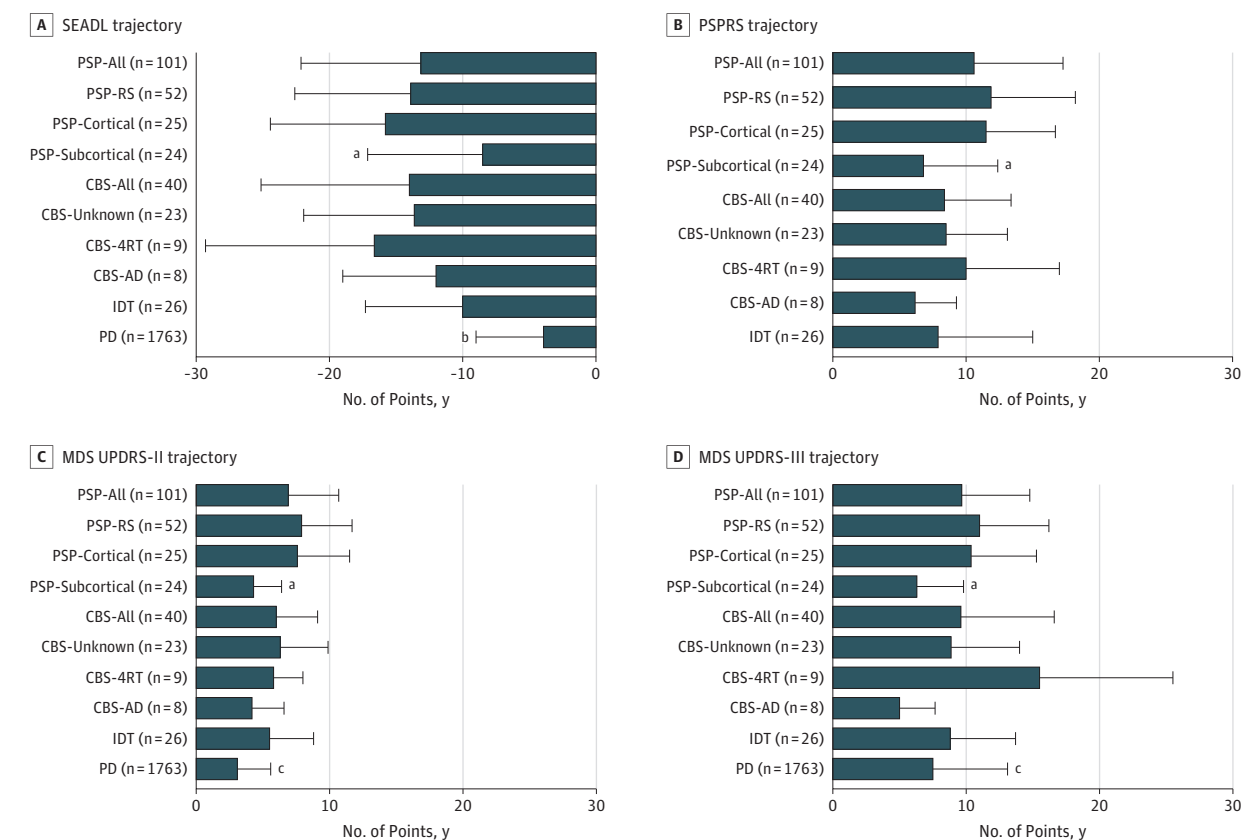 A SEADL trajectory
PSP-All (n=101)
PSP-RS (n=52)
PSP-Cortical (n=25)
PSP-Subcortical (n=24) a
CBS-All (n=40)
CBS-Unknown (n=23)
CBS-4RT (n=9)
CBS-AD (n=8)
IDT (n=26)
PD (n=1763) b
-30 -20 -10 0
No. of Points, y
B PSPRS trajectory
PSP-All (n=101)
PSP-RS (n=52)
PSP-Cortical (n=25)
PSP-Subcortical (n=24) a
CBS-All (n=40)
CBS-Unknown (n=23)
CBS-4RT (n=9)
CBS-AD (n=8)
IDT (n=26)
0 10 20 30
No. of Points, y
C MDS UPDRS-II trajectory
PSP-All (n=101)
PSP-RS (n=52)
PSP-Cortical (n=25)
PSP-Subcortical (n=24) a
CBS-All (n=40)
CBS-Unknown (n=23)
CBS-4RT (n=9)
CBS-AD (n=8)
IDT (n=26)
PD (n=1763) c
0 10 20 30
No. of Points, y
D MDS UPDRS-III trajectory
PSP-All (n=101)
PSP-RS (n=52)
PSP-Cortical (n=25)
PSP-Subcortical (n=24) a
CBS-All (n=40)
CBS-Unknown (n=23)
CBS-4RT (n=9)
CBS-AD (n=8)
IDT (n=26)
PD (n=1763) c
0 10 20 30
No. of Points, y